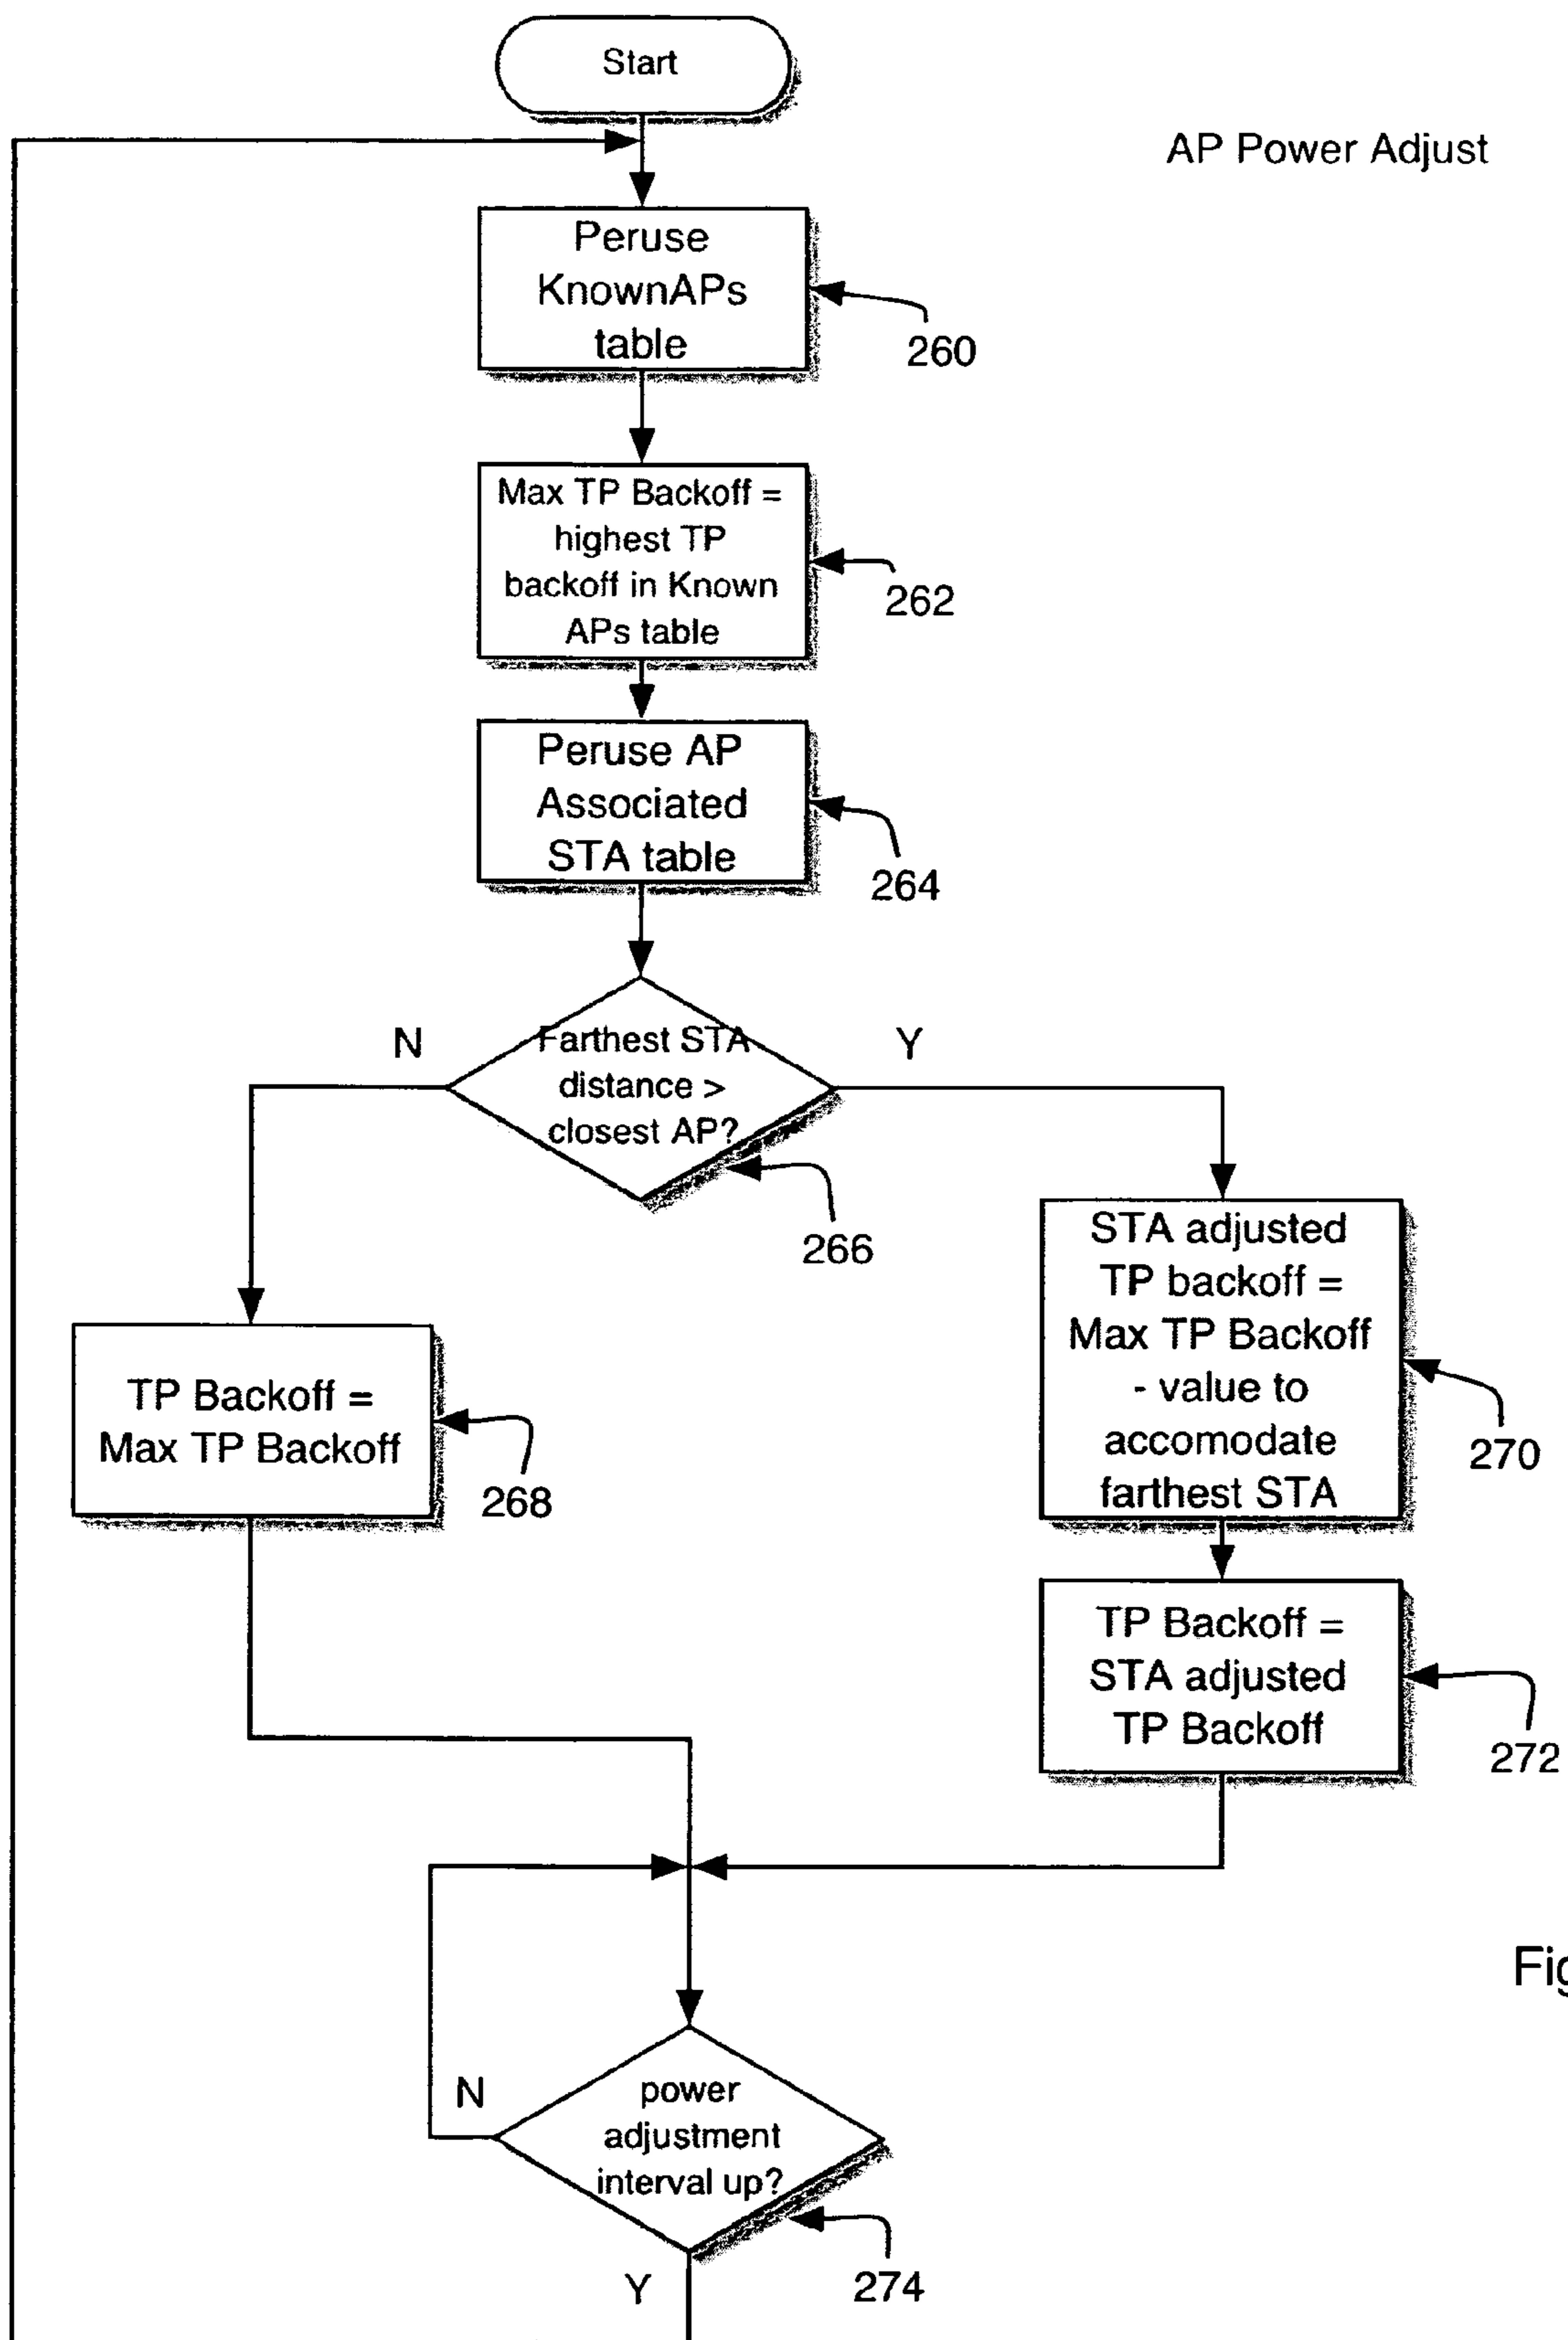 Start
AP Power Adjust
Peruse
KnownAPs
table
260
Max TP Backoff =
highest TP
backoff in Known
APs table
262
Peruse AP
Associated
STA table
264
N
Farthest STA
distance >
closest AP?
Y
266
STA adjusted
TP backoff =
Max TP Backoff
- value to
accomodate
farthest STA
270
TP Backoff =
Max TP Backoff
268
TP Backoff =
STA adjusted
TP Backoff
272
N
power
adjustment
interval up?
274
Y